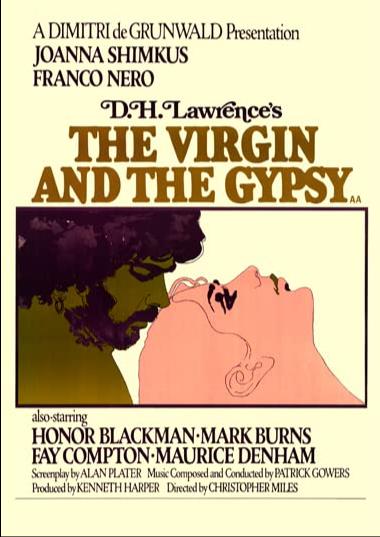 A DIMITRI de GRUNWALD Presentation
JOANNA SHIMKUS
FRANCO NERO
D.H. Lawrence's
THE VIRGIN
AND THE GYPSY AA
also-starring
HONOR BLACKMAN·MARK BURNS
FAY COMPTON·MAURICE DENHAM
Screenplay by ALAN PLATER Music Composed and Conducted by PATRICK GOWERS
Produced by KENNETH HARPER Directed by CHRISTOPHER MILES